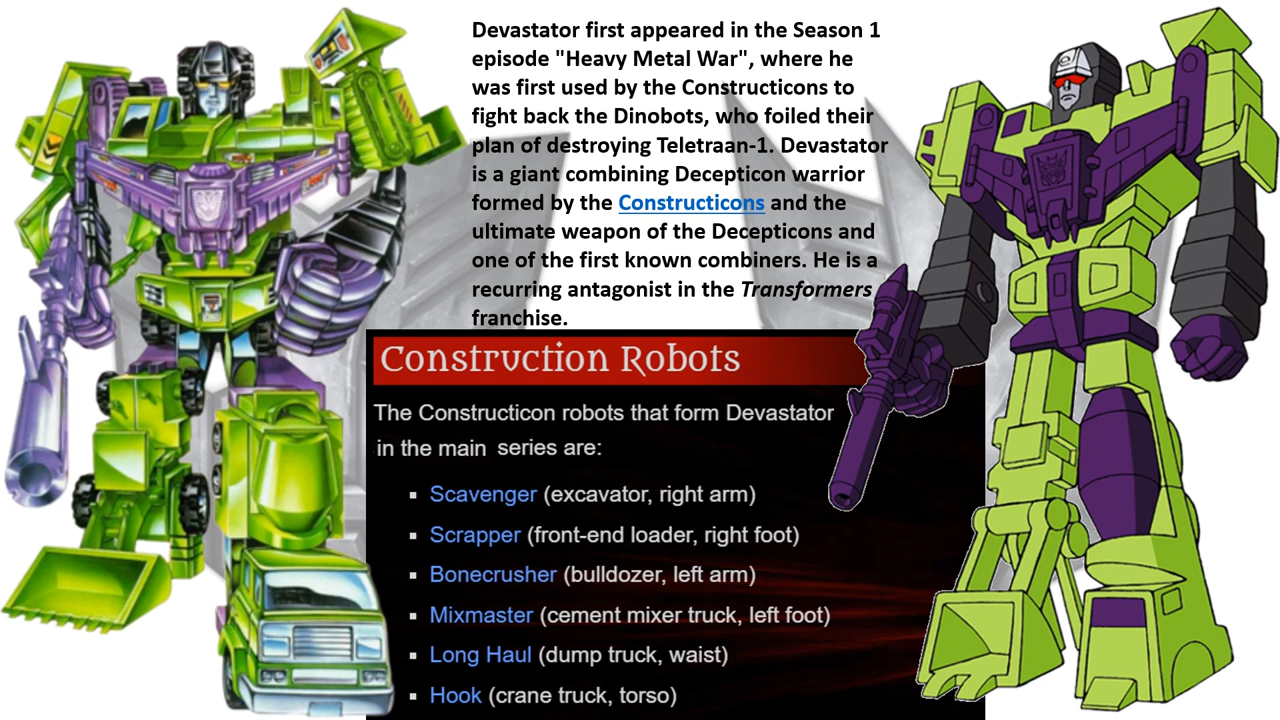 Devastator first appeared in the Season 1
episode "Heavy Metal War", where he
was first used by the Constructicons to
fight back the Dinobots, who foiled their
plan of destroying Teletraan-1. Devastator
is a giant combining Decepticon warrior
formed by the Constructicons and the
ultimate weapon of the Decepticons and
one of the first known combiners. He is a
recurring antagonist in the Transformers
franchise.
Construction Robots
The Constructicon robots that form Devastator
in the main series are:
▪ Scavenger (excavator, right arm)
▪ Scrapper (front-end loader, right foot)
▪ Bonecrusher (bulldozer, left arm)
▪ Mixmaster (cement mixer truck, left foot)
▪ Long Haul (dump truck, waist)
▪ Hook (crane truck, torso)